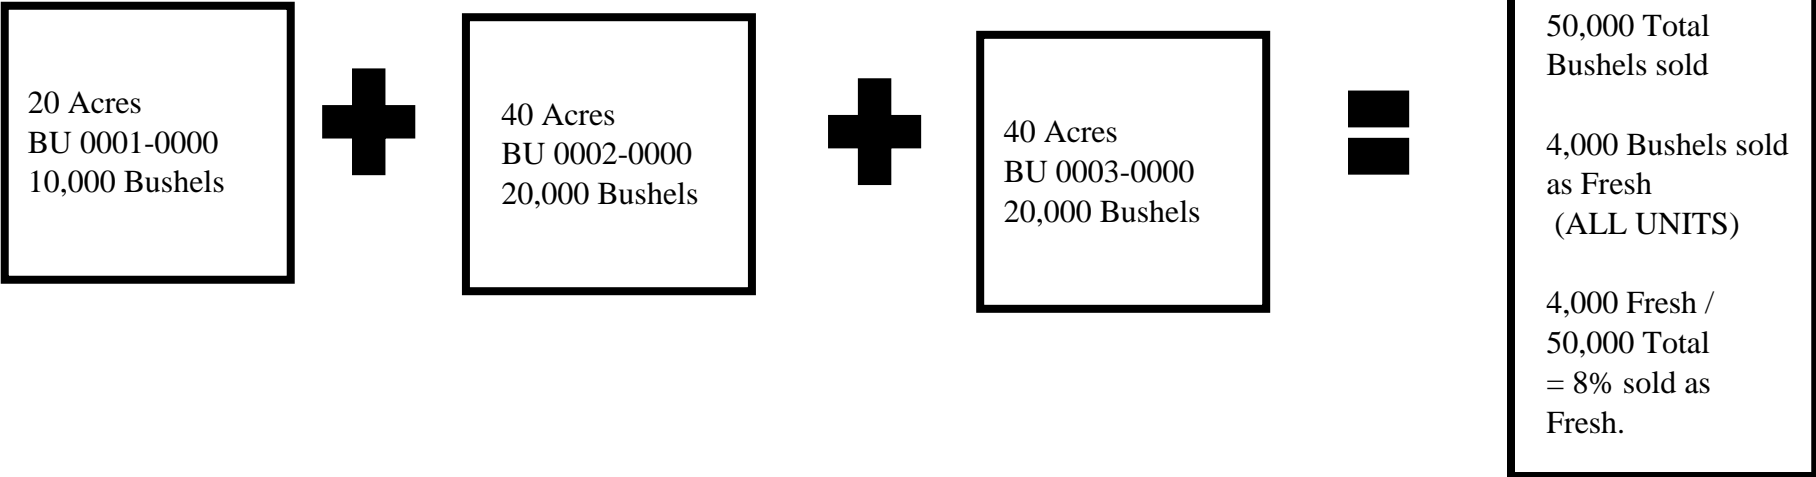 20 Acres
BU 0001-0000
10,000 Bushels
40 Acres
BU 0002-0000
20,000 Bushels
40 Acres
BU 0003-0000
20,000 Bushels
50,000 Total
Bushels sold
4,000 Bushels sold
as Fresh
(ALL UNITS)
4,000 Fresh /
50,000 Total
= 8% sold as
Fresh.